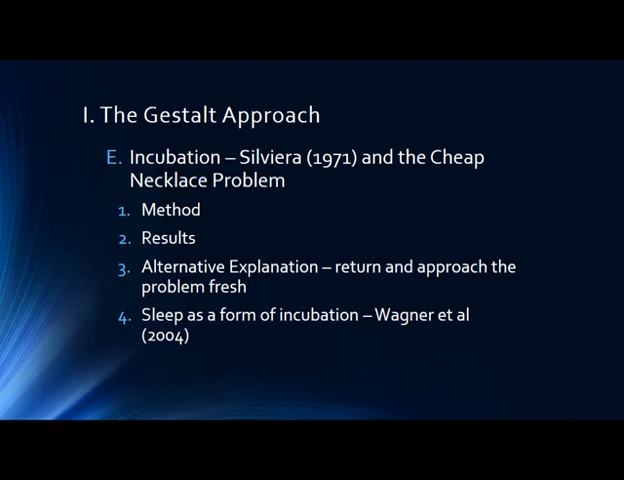 I. The Gestalt Approach
E. Incubation – Silviera (1971) and the Cheap
Necklace Problem
1. Method
2. Results
3. Alternative Explanation – return and approach the
problem fresh
4. Sleep as a form of incubation – Wagner et al
(2004)